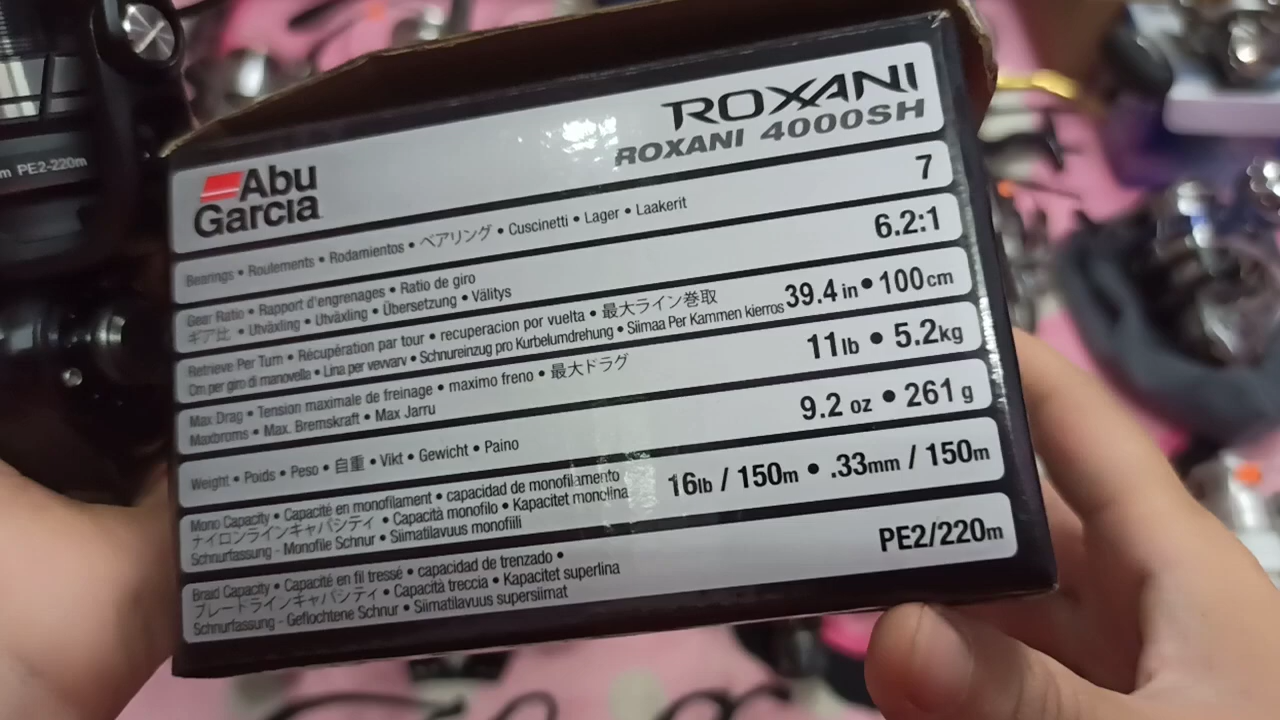 m PE2-220m
Abu
Garcia
ROXANI
ROXANI 4000SH
Bearings • Roulements • Rodamientos • ベアリング • Cuscinetti • Lager • Laakerit
7
Gear Ratio • Rapport d'engrenages • Ratio de giro
ギア比 • Utväxling • Utväxling • Übersetzung • Välitys
6.2:1
Retrieve Per Turn • Récupération par tour • recuperacion por vuelta • 最大ライン巻取
Cm per giro di manovella • Lina per vevvarv • Schnureinzug pro Kurbelumdrehung • Siimaa Per Kammen kierros
39.4 in • 100 cm
Max Drag • Tension maximale de freinage • maximo freno • 最大ドラグ
Maxbroms • Max. Bremskraft • Max Jarru
11lb • 5.2kg
Weight • Poids • Peso • 自重 • Vikt • Gewicht • Paino
9.2 oz • 261 g
Mono Capacity • Capacité en monofilament • capacidad de monofilamento
ナイロンラインキャパシティ • Capacità monofilo • Kapacitet monolina
Schnurfassung - Monofile Schnur • Siimatilavuus monofiili
16lb / 150m • .33mm / 150m
Braid Capacity • Capacité en fil tressé • capacidad de trenzado •
ブレードラインキャパシティ • Capacità treccia • Kapacitet superlina
Schnurfassung - Geflochtene Schnur • Siimatilavuus supersiimat
PE2/220m